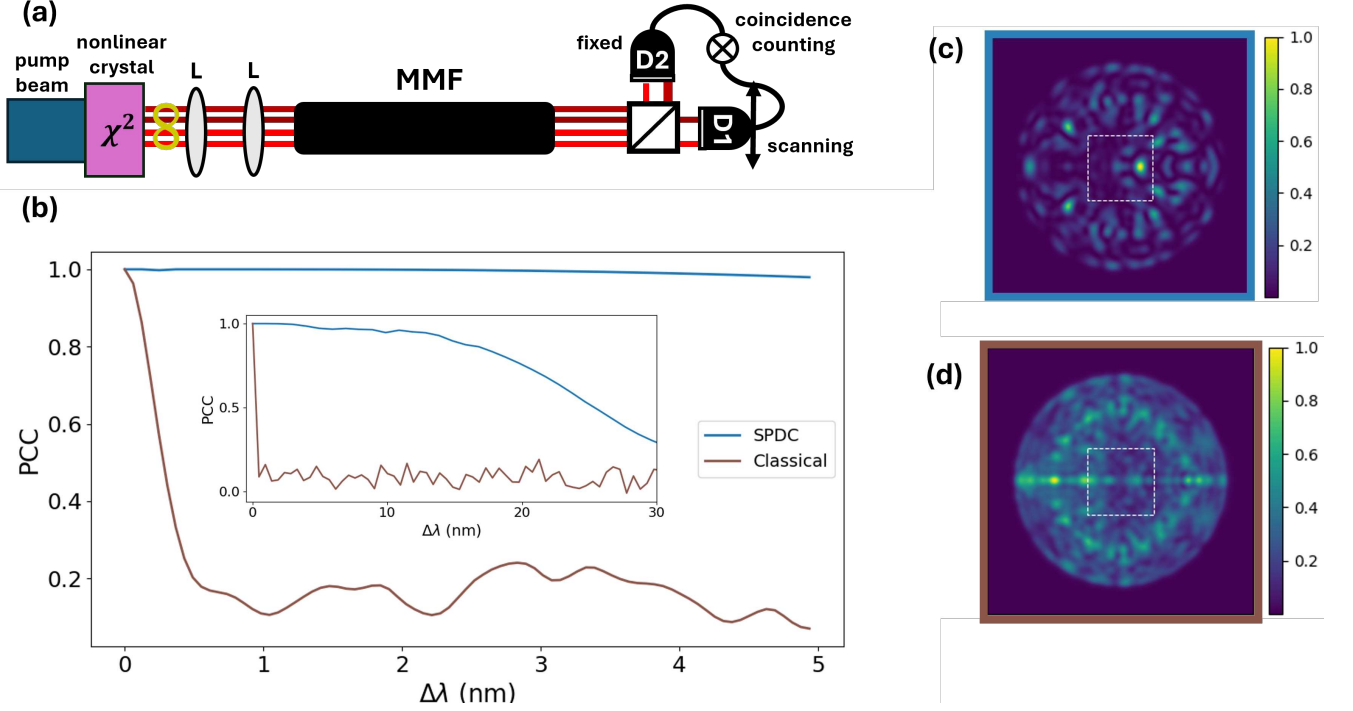 (a)
pump
beam
nonlinear
crystal
χ²
L
L
MMF
fixed
D2
coincidence
counting
D1
scanning
(b)
PCC
1.0
0.8
0.6
0.4
0.2
0
1
2
3
4
5
Δλ (nm)
PCC
1.0
0.5
0.0
0
10
20
30
Δλ (nm)
SPDC
Classical
(c)
1.0
0.8
0.6
0.4
0.2
(d)
1.0
0.8
0.6
0.4
0.2